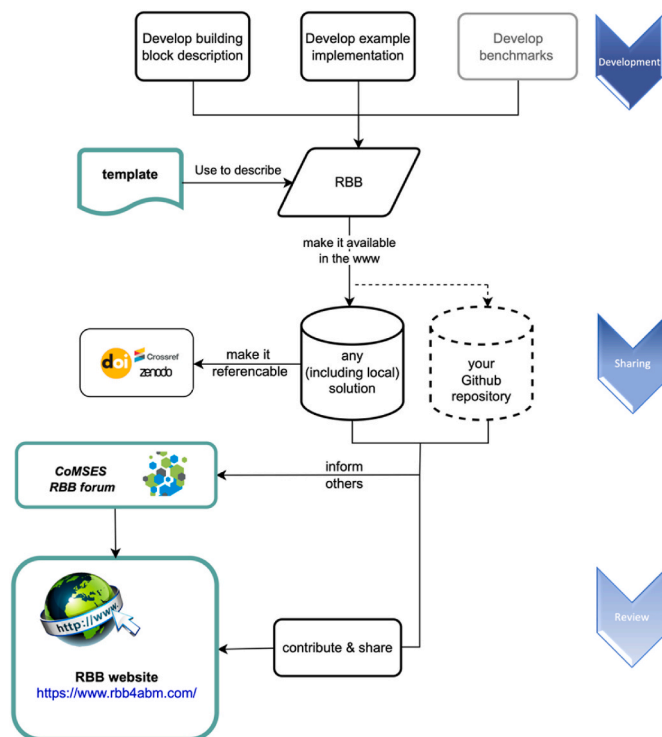 Develop building
block description
Develop example
implementation
Develop
benchmarks
Development
template
Use to describe
RBB
make it available
in the www
doi
Crossref
zenodo
make it
referencable
any
(including local)
solution
your
Github
repository
Sharing
CoMSES
RBB forum
inform
others
http://www.
RBB website
https://www.rbb4abm.com/
contribute & share
Review